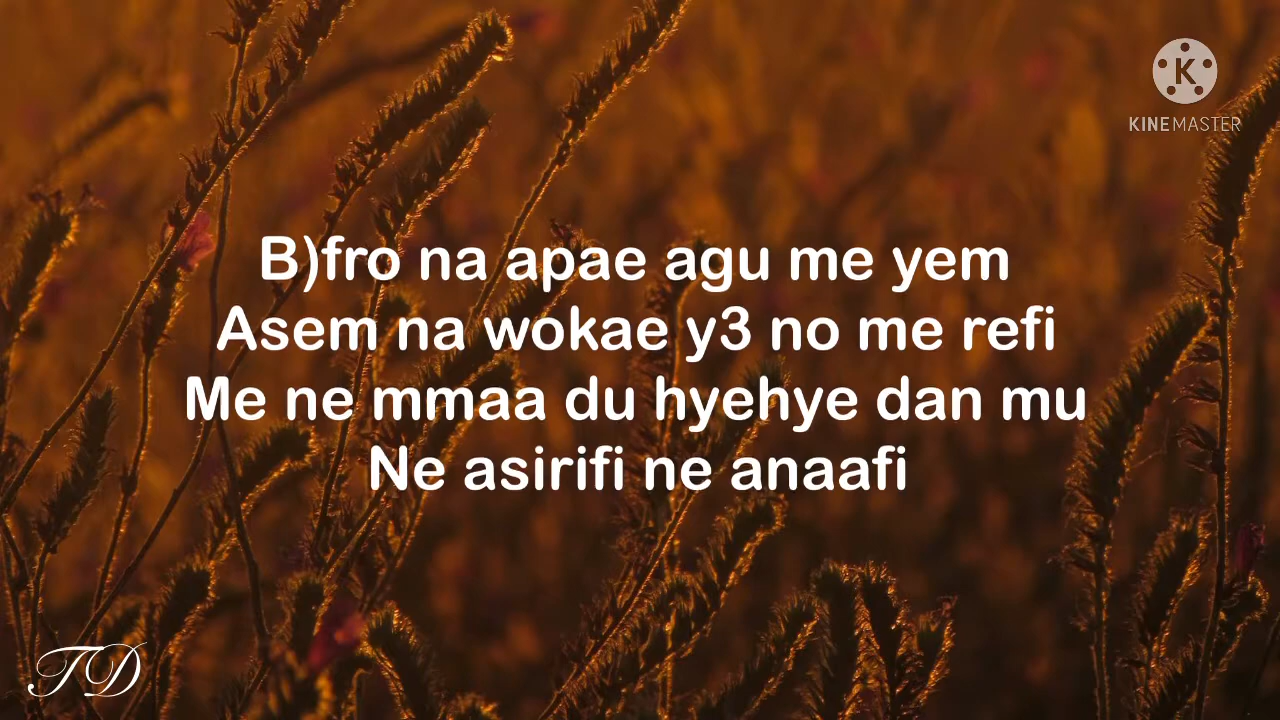 KINEMASTER
B)fro na apae agu me yem
Asem na wokae y3 no me refi
Me ne mmaa du hyehye dan mu
Ne asirifi ne anaafi
TD